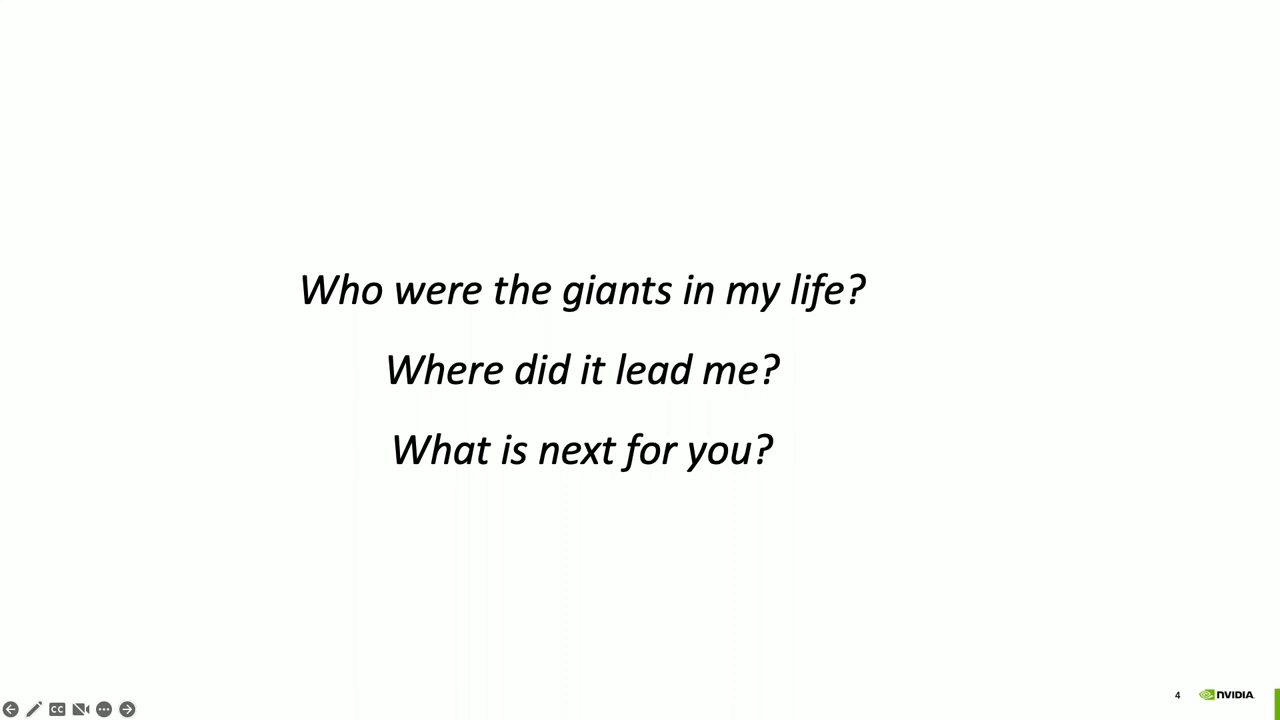 Who were the giants in my life?
Where did it lead me?
What is next for you?
CC
4
NVIDIA